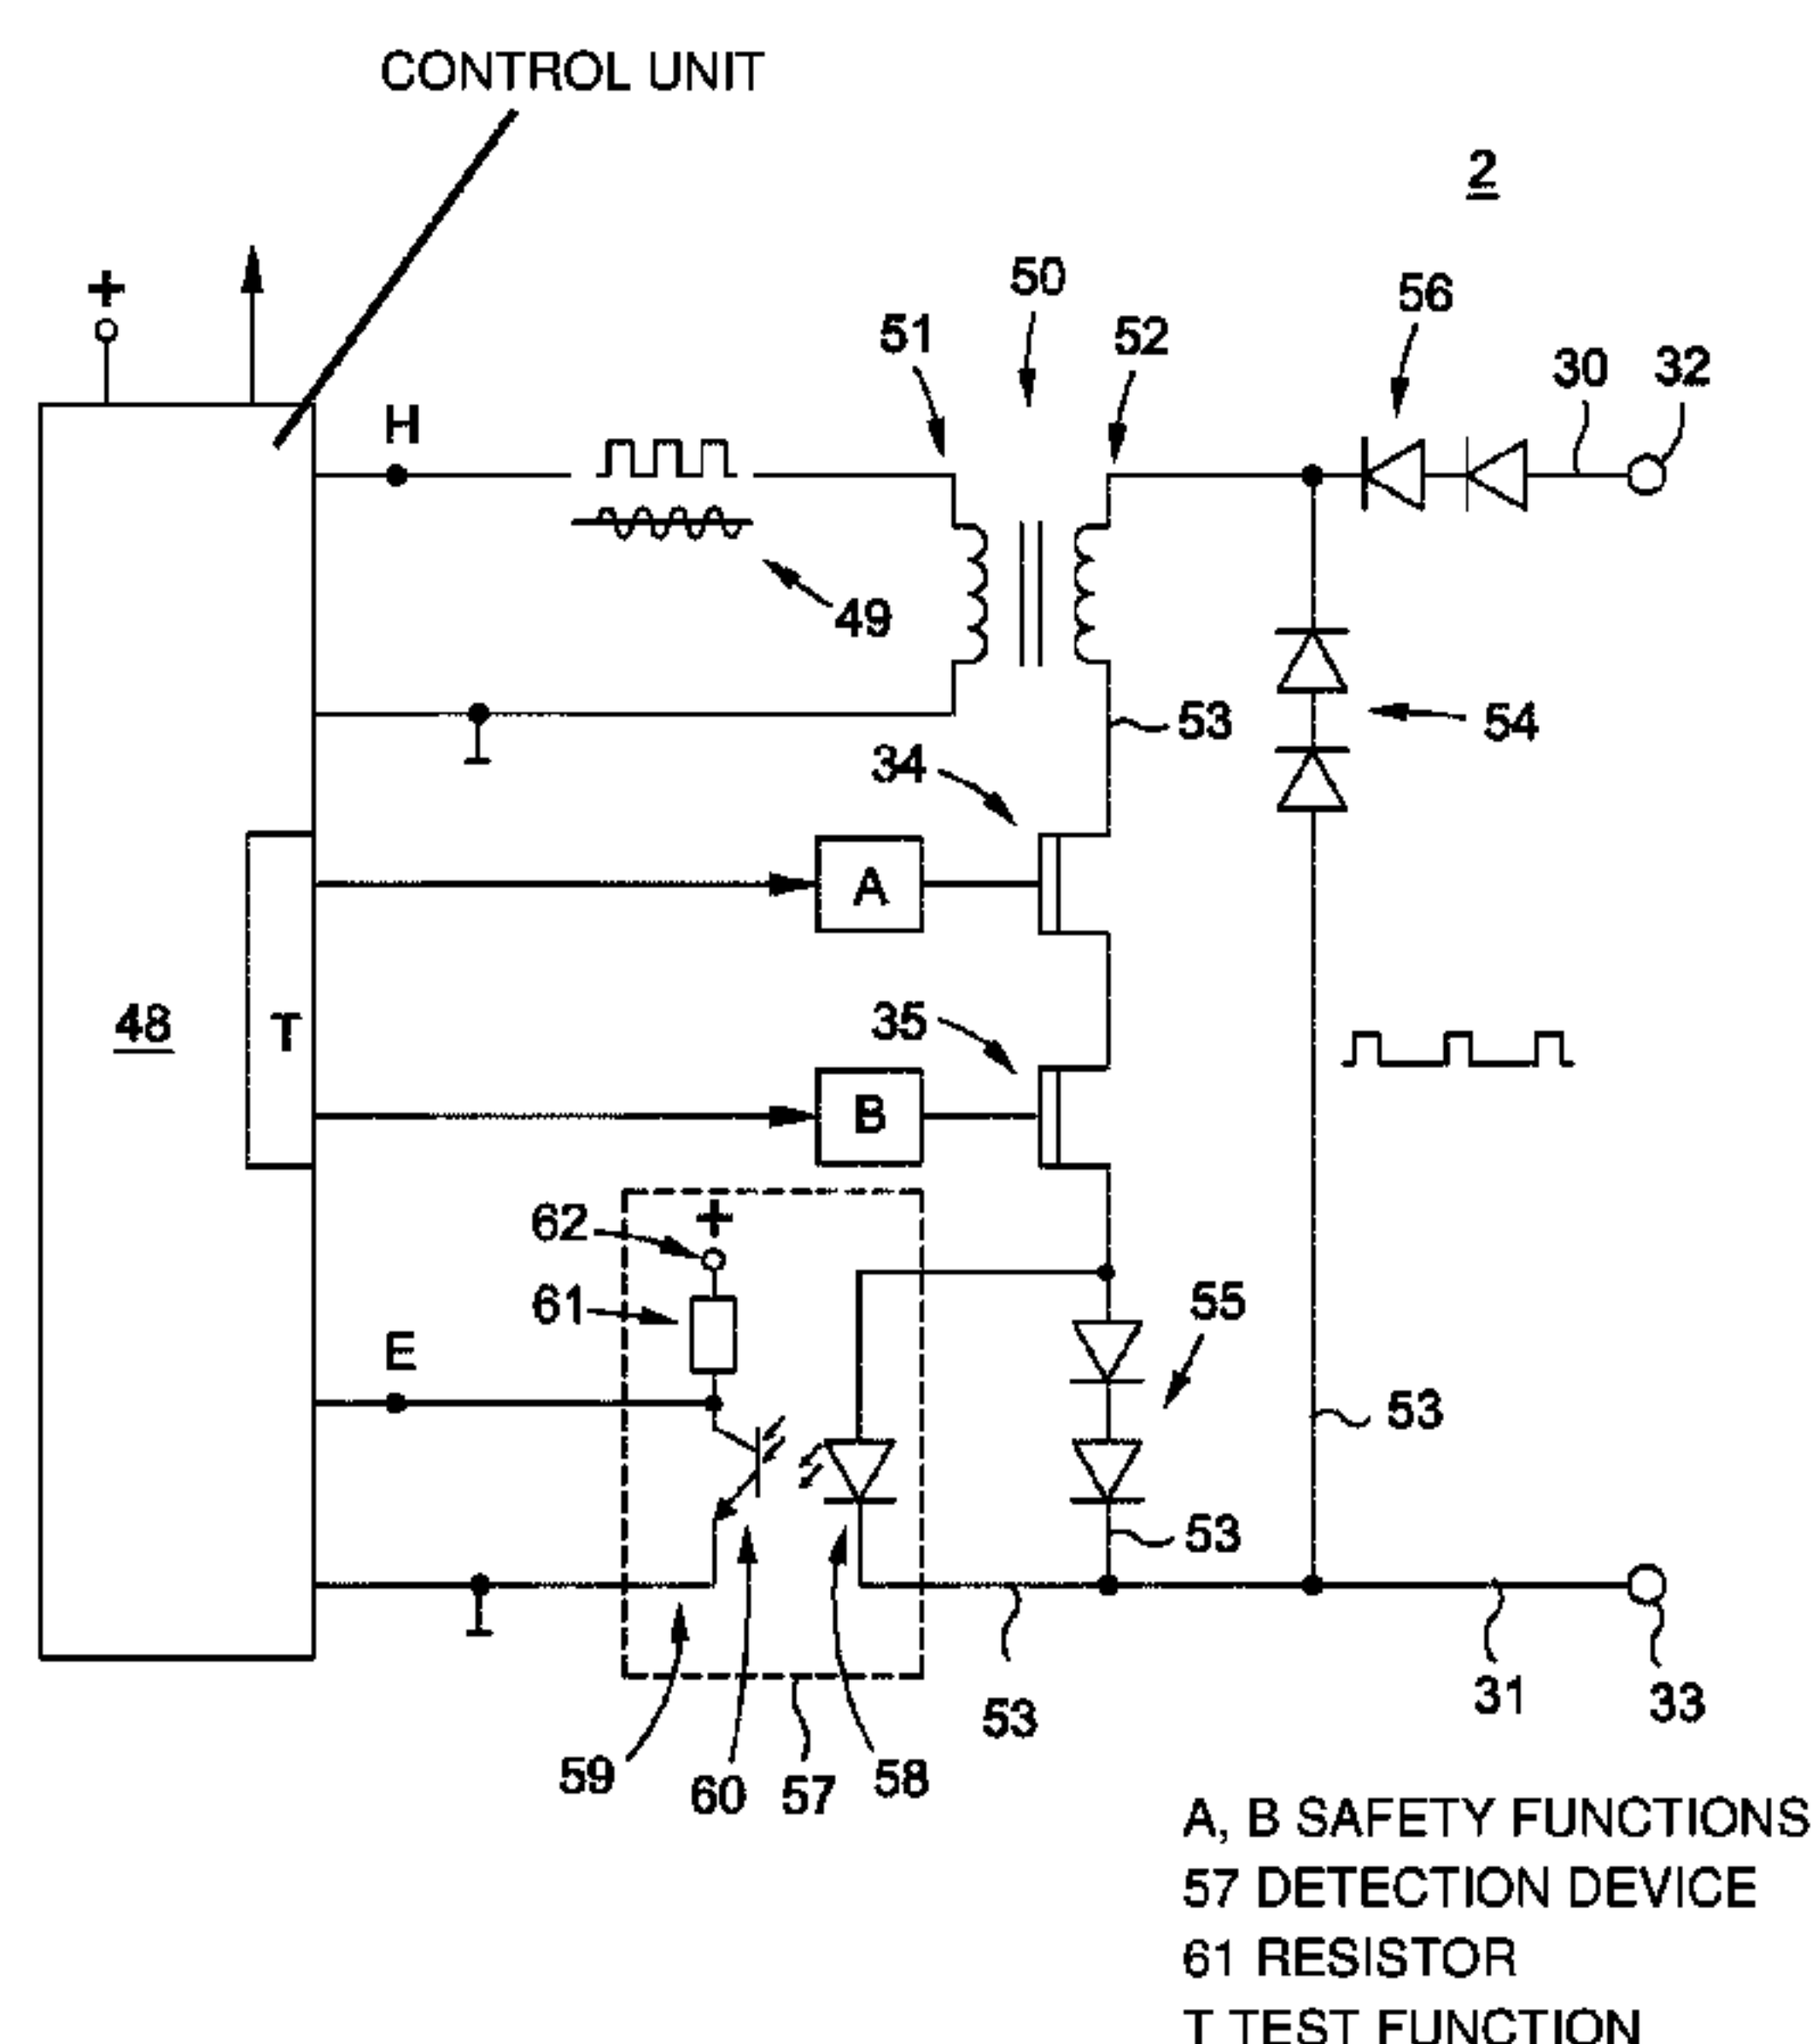 CONTROL UNIT
2
+
50
56
51
52
30
32
H
49
53
54
34
A
48
T
35
B
62
+
61
55
E
53
53
31
33
53
59
60
57
58
A, B SAFETY FUNCTIONS
57 DETECTION DEVICE
61 RESISTOR
T TEST FUNCTION